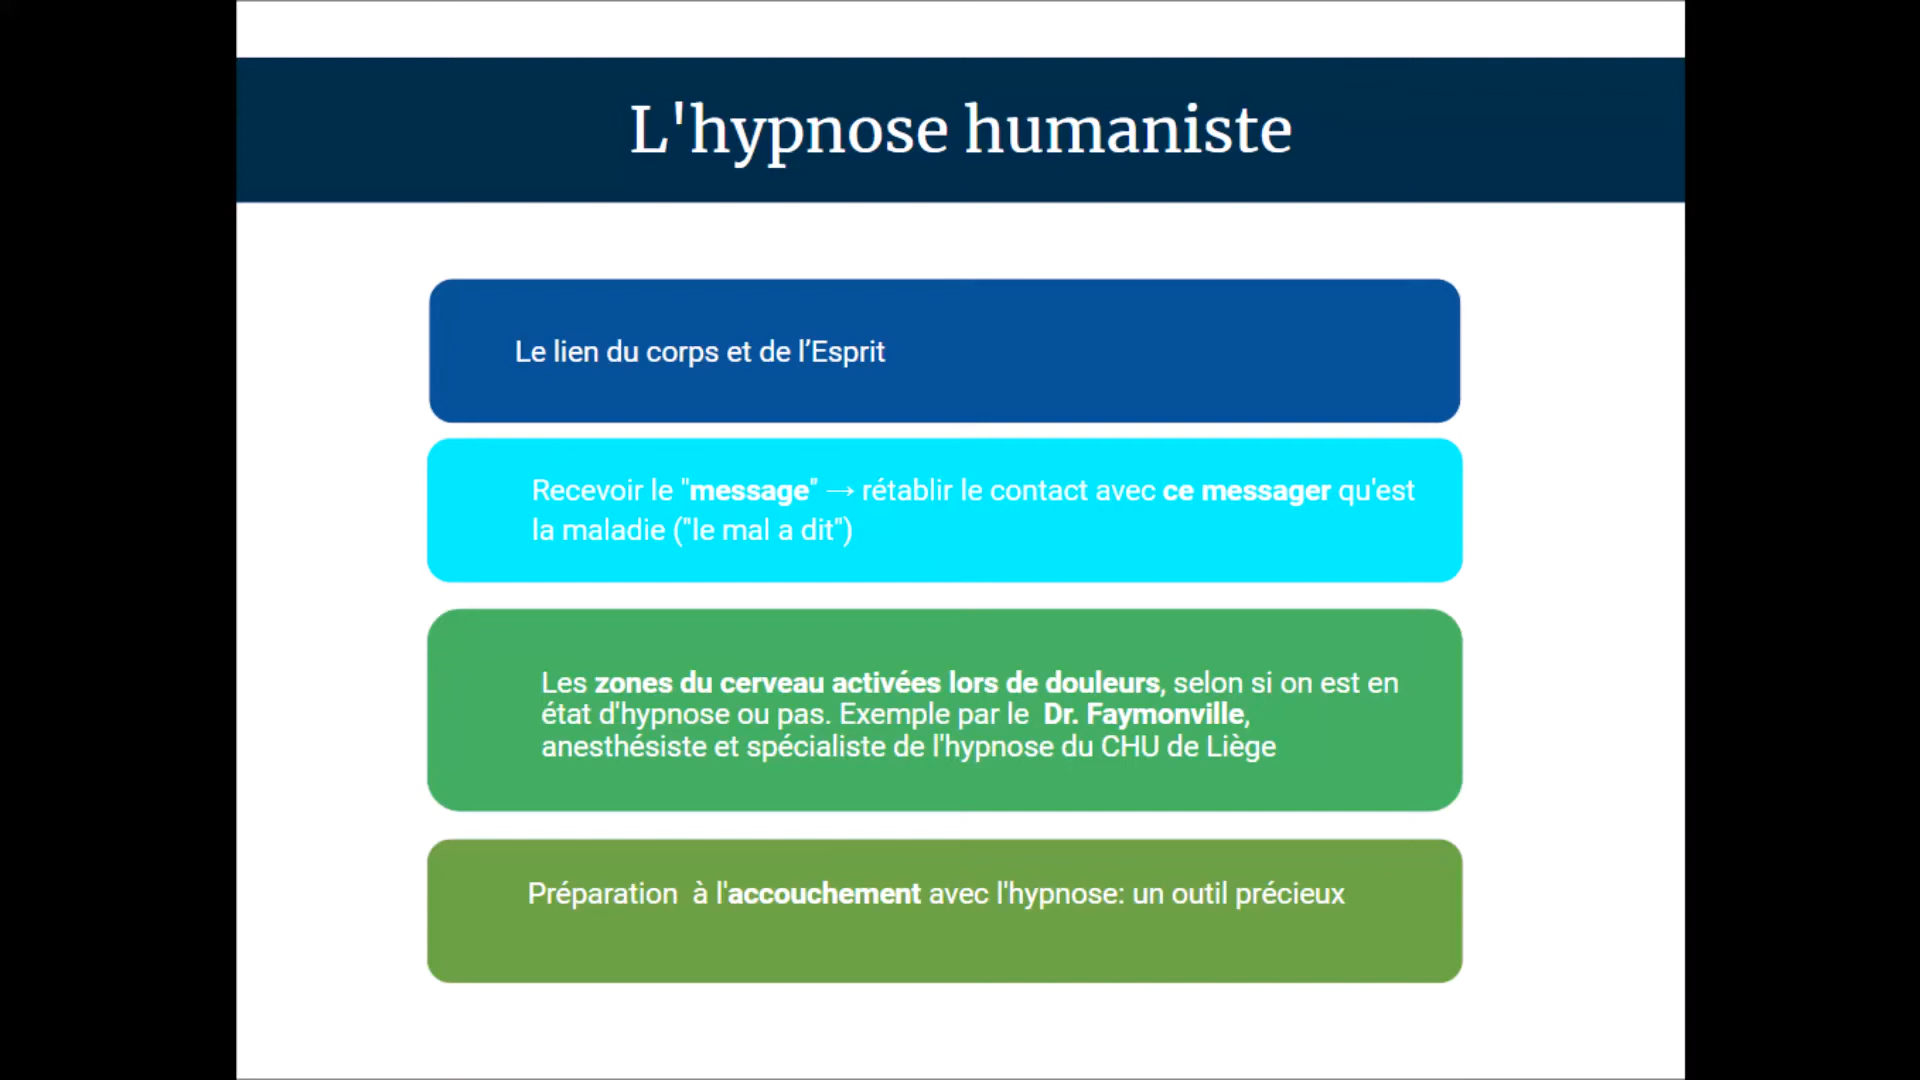 L'hypnose humaniste
Le lien du corps et de l’Esprit
Recevoir le "message" → rétablir le contact avec ce messager qu'est
la maladie ("le mal a dit")
Les zones du cerveau activées lors de douleurs, selon si on est en
état d'hypnose ou pas. Exemple par le  Dr. Faymonville,
anesthésiste et spécialiste de l'hypnose du CHU de Liège
Préparation  à l'accouchement avec l'hypnose: un outil précieux